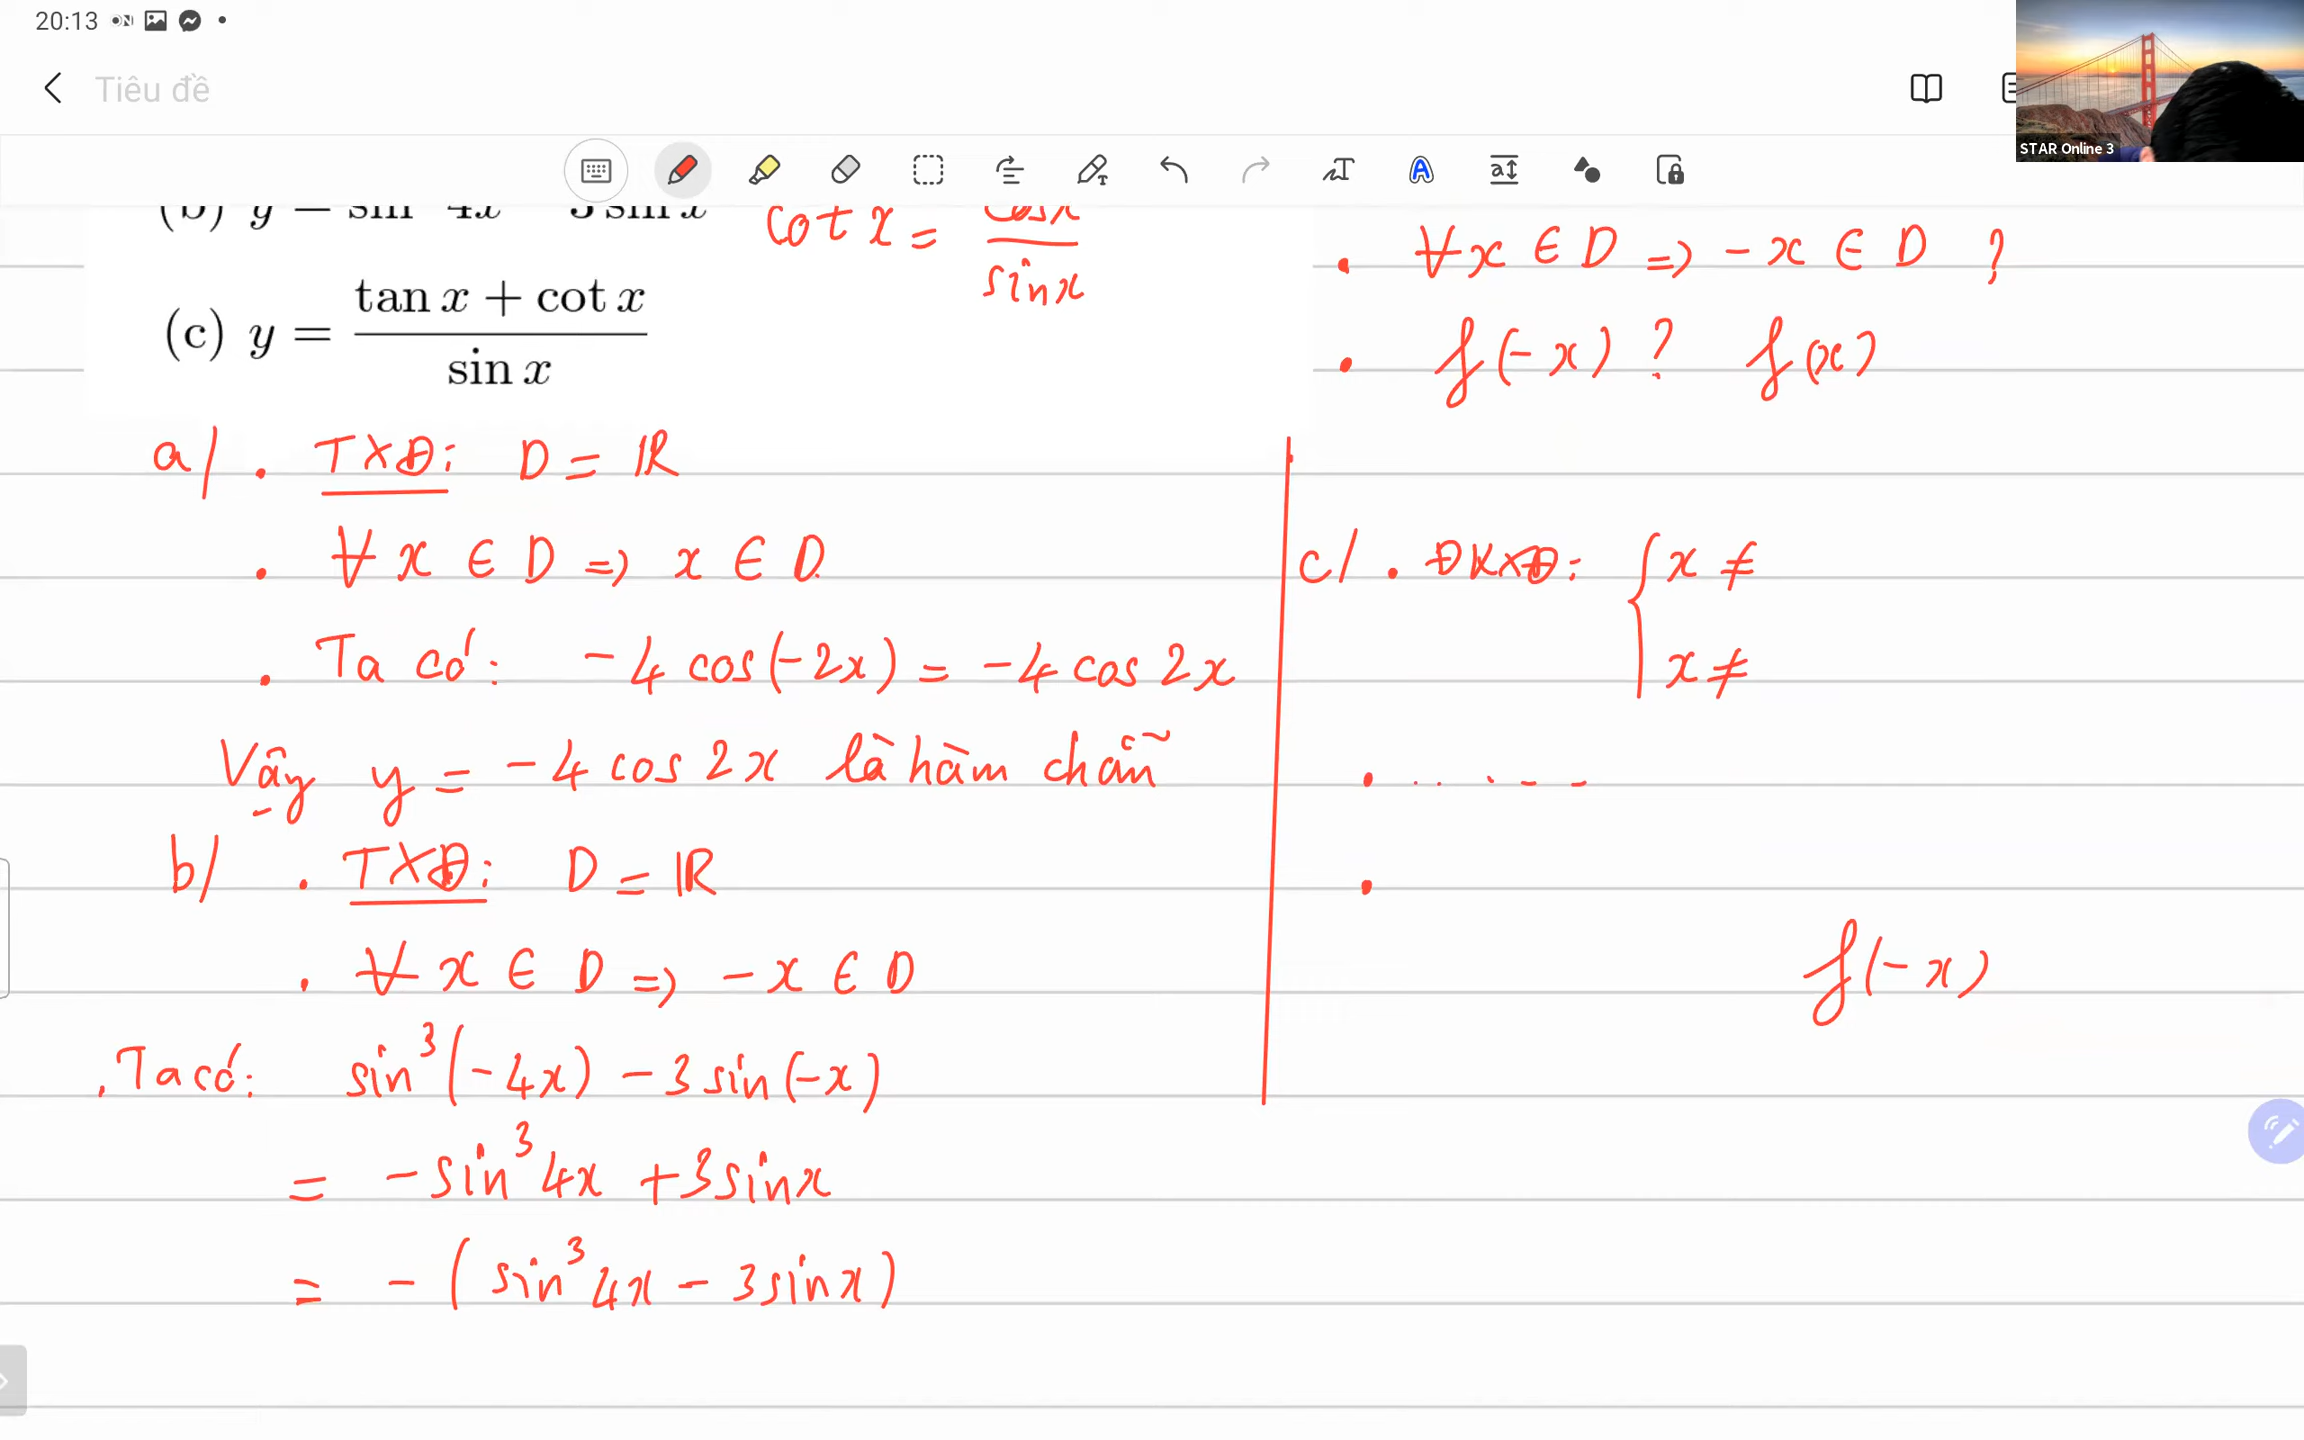 20:13
Tiêu đề
STAR Online 3
cot x = cosx / sinx
(c) y = tan x + cot x / sin x
• ∀x ∈ D => -x ∈ D ?
• f(-x) ? f(x)
a/ • TXĐ: D = ℝ
• ∀x ∈ D => x ∈ D
• Ta có: -4 cos(-2x) = -4 cos 2x
Vậy y = -4 cos 2x là hàm chẵn
b/ • TXĐ: D = ℝ
• ∀x ∈ D => -x ∈ D
. Ta có: sin³(-4x) - 3 sin(-x)
= -sin³4x + 3sinx
= -(sin³4x - 3sinx)
c/ • ĐKXĐ: { x ≠
x ≠
• . . . - -
•
f(-x)